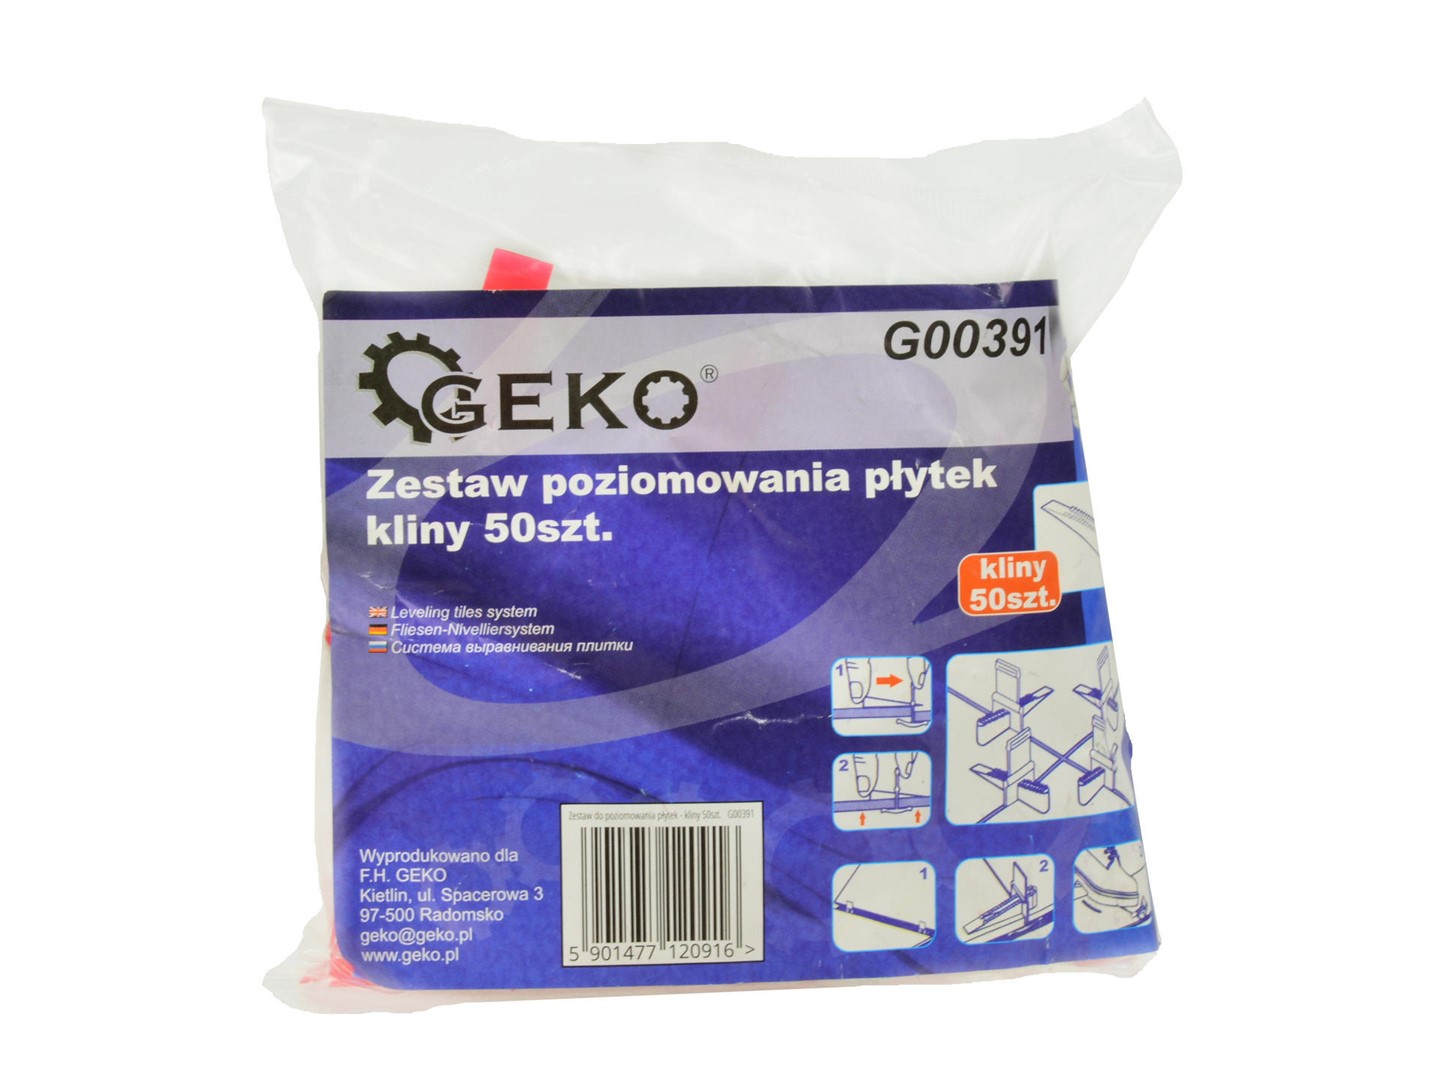 G00391
GEKO®
Zestaw poziomowania płytek
kliny 50szt.
kliny
50szt.
Leveling tiles system
Fliesen-Nivelliersystem
Система выравнивания плитки
1
2
1
2
Zestaw do poziomowania płytek - kliny 50szt. G00391
5 901477 120916 >
Wyprodukowano dla
F.H. GEKO
Kietlin, ul. Spacerowa 3
97-500 Radomsko
geko@geko.pl
www.geko.pl